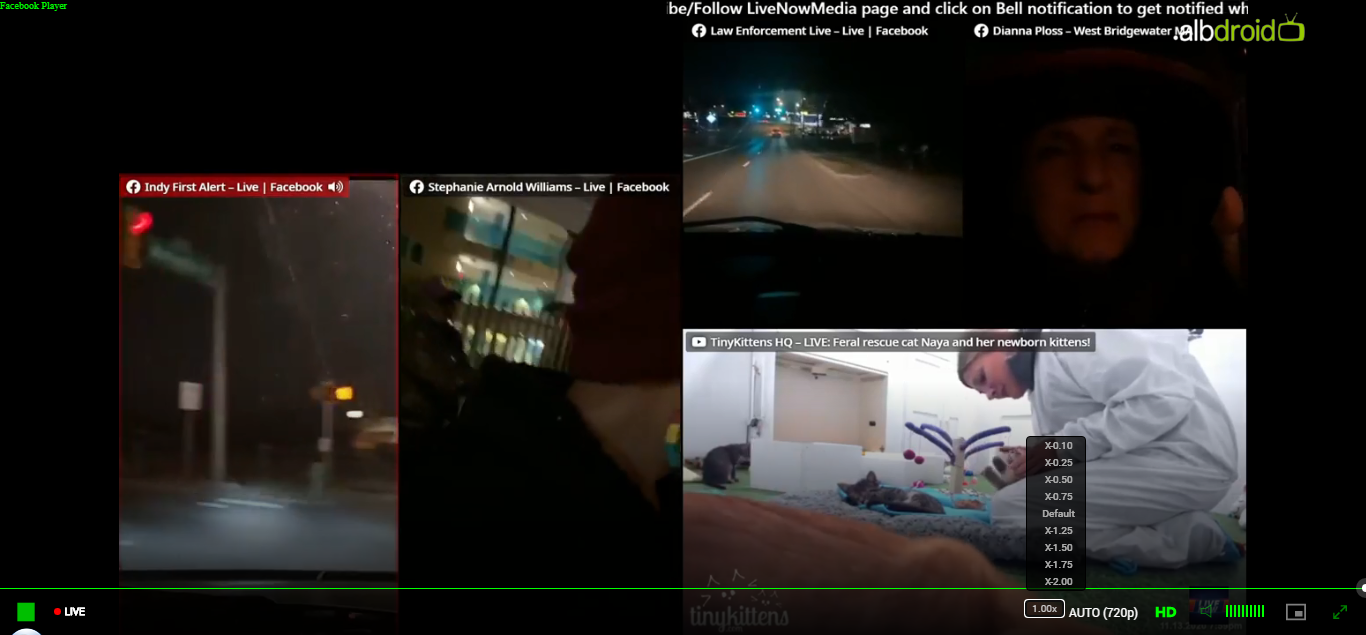 Facebook Player
be/Follow LiveNowMedia page and click on Bell notification to get notified wh
.albdroid
Law Enforcement Live – Live | Facebook
Dianna Ploss – West Bridgewater
Indy First Alert – Live | Facebook
Stephanie Arnold Williams – Live | Facebook
TinyKittens HQ – LIVE: Feral rescue cat Naya and her newborn kittens!
X-0.10
X-0.25
X-0.50
X-0.75
Default
X-1.25
X-1.50
X-1.75
X-2.00
tinykittens
LIVE
1.00x
AUTO (720p)
HD
LIVE